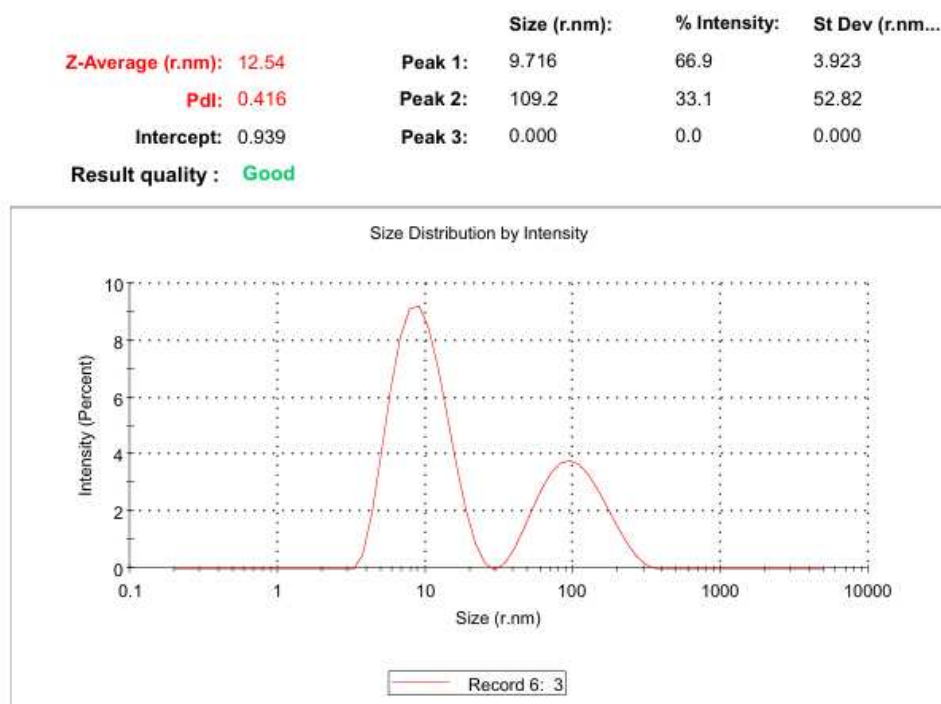 Size (r.nm): % Intensity: St Dev (r.nm...
Z-Average (r.nm): 12.54 Peak 1: 9.716 66.9 3.923
PdI: 0.416 Peak 2: 109.2 33.1 52.82
Intercept: 0.939 Peak 3: 0.000 0.0 0.000
Result quality : Good
Size Distribution by Intensity
10
8
6
4
2
0
Intensity (Percent)
0.1 1 10 100 1000 10000
Size (r.nm)
Record 6: 3